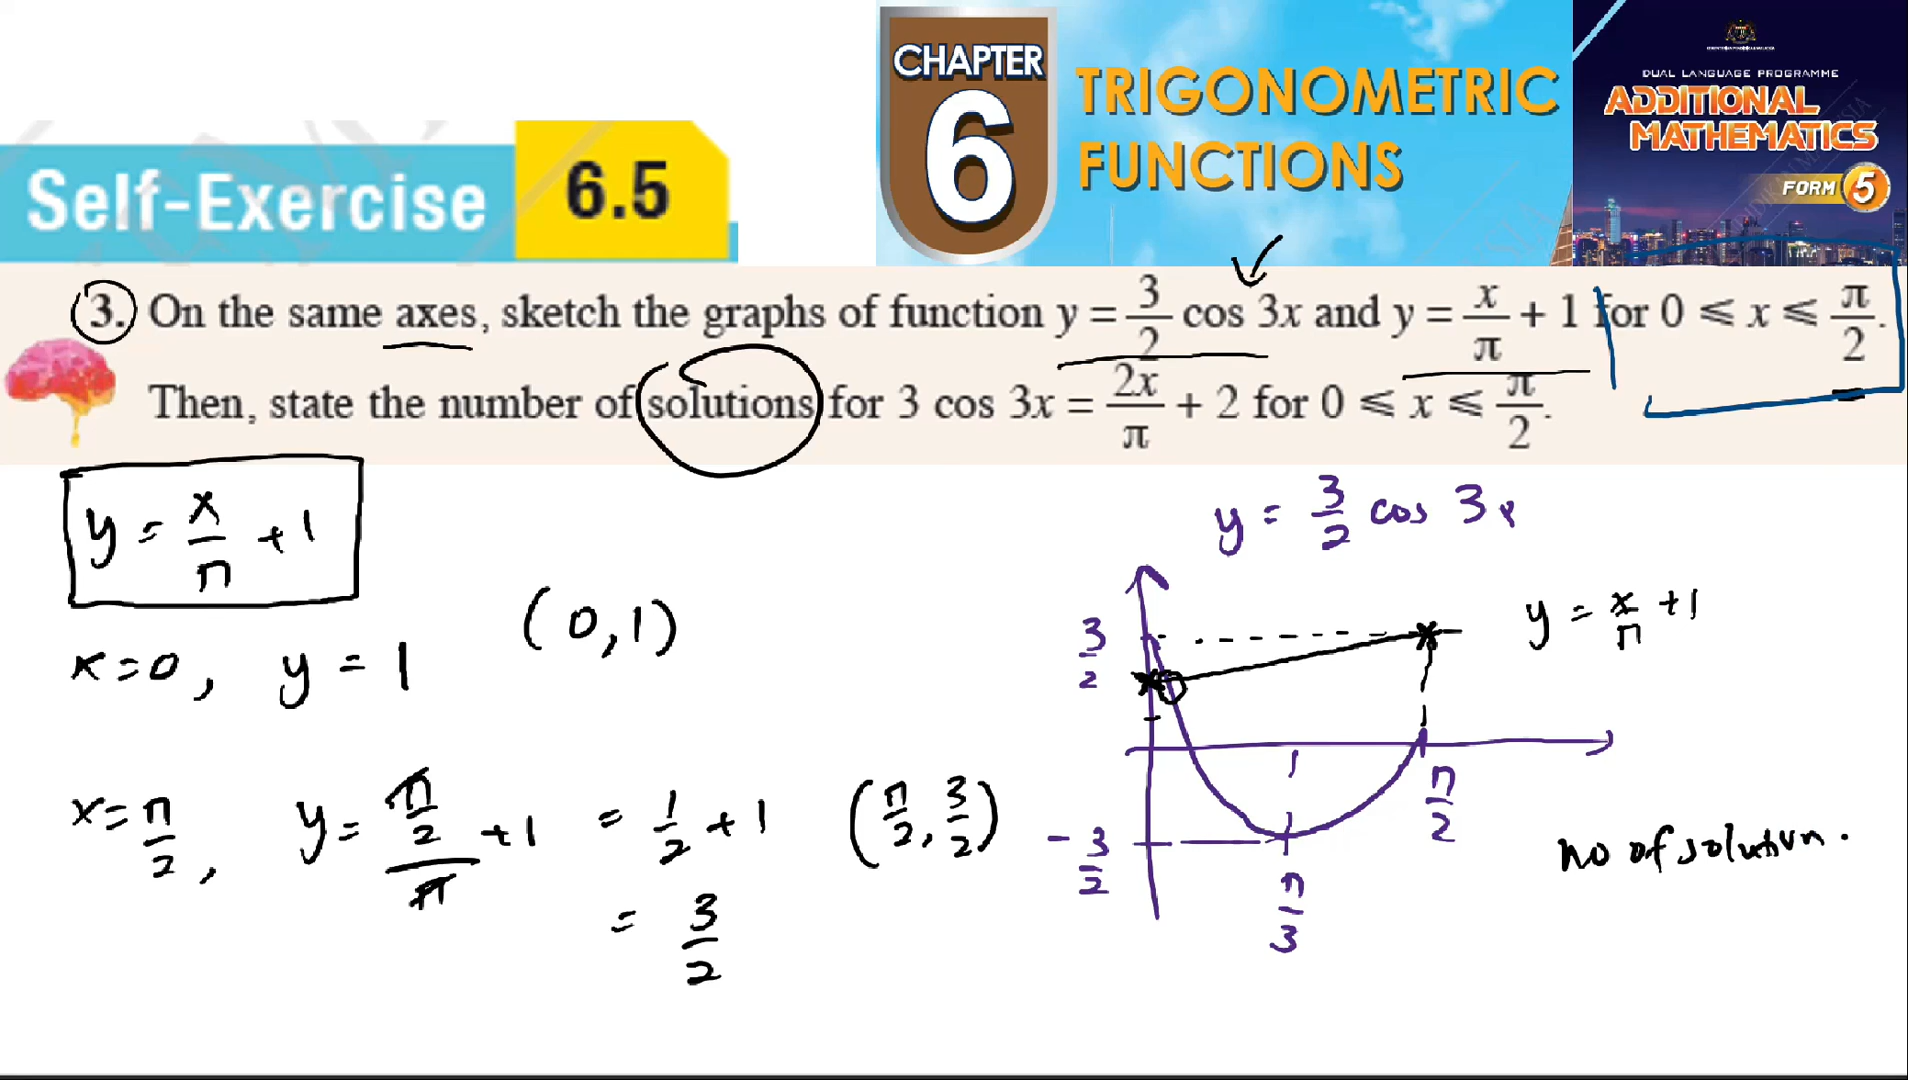 CHAPTER
6
TRIGONOMETRIC
FUNCTIONS
DUAL LANGUAGE PROGRAMME
ADDITIONAL
MATHEMATICS
FORM 5
Self-Exercise 6.5
3. On the same axes, sketch the graphs of function y = 3/2 cos 3x and y = x/π + 1 for 0 ⩽ x ⩽ π/2.
Then, state the number of solutions for 3 cos 3x = 2x/π + 2 for 0 ⩽ x ⩽ π/2.
y = x/π + 1
x=0, y = 1
(0,1)
x=π/2, y= (π/2)/π +1 = 1/2 + 1
= 3/2
(π/2, 3/2)
y = 3/2 cos 3x
y = x/π +1
3/2
-3/2
π/3
π/2
no of solution.